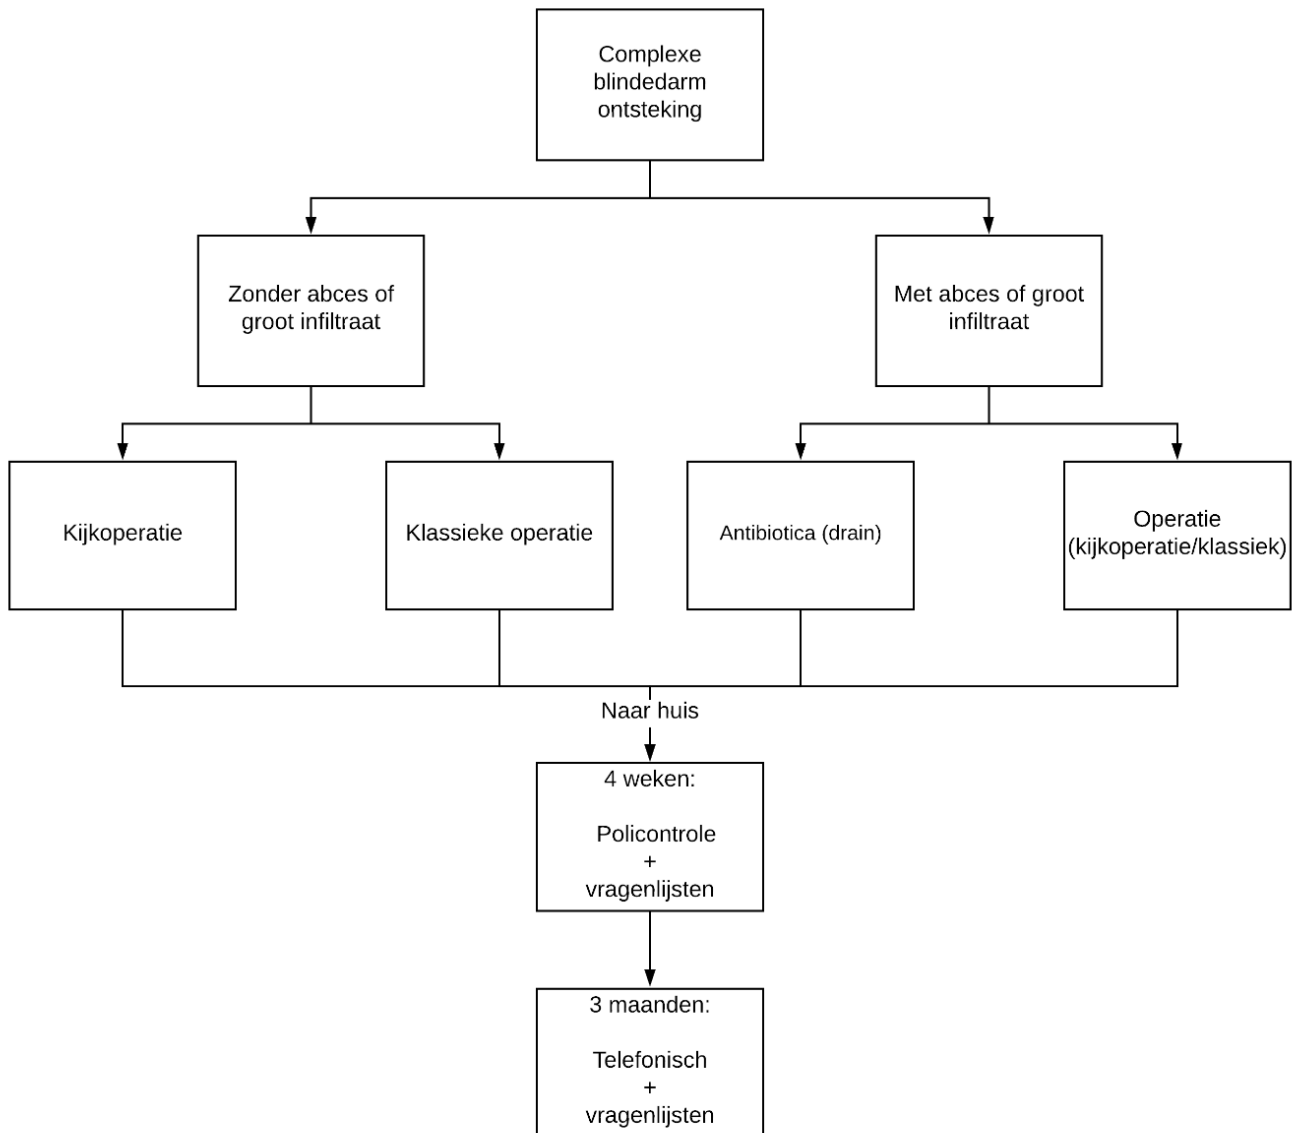 Complexe
blindedarm
ontsteking
Zonder abces of
groot infiltraat
Met abces of groot
infiltraat
Kijkoperatie
Klassieke operatie
Antibiotica (drain)
Operatie
(kijkoperatie/klassiek)
Naar huis
4 weken:
Policontrole
+
vragenlijsten
3 maanden:
Telefonisch
+
vragenlijsten